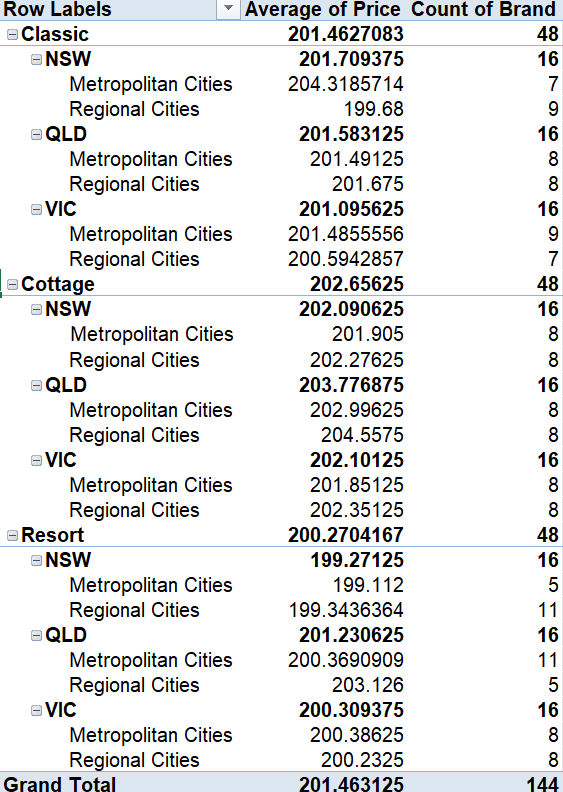 Row Labels Average of Price Count of Brand
Classic 201.4627083 48
NSW 201.709375 16
Metropolitan Cities 204.3185714 7
Regional Cities 199.68 9
QLD 201.583125 16
Metropolitan Cities 201.49125 8
Regional Cities 201.675 8
VIC 201.095625 16
Metropolitan Cities 201.4855556 9
Regional Cities 200.5942857 7
Cottage 202.65625 48
NSW 202.090625 16
Metropolitan Cities 201.905 8
Regional Cities 202.27625 8
QLD 203.776875 16
Metropolitan Cities 202.99625 8
Regional Cities 204.5575 8
VIC 202.10125 16
Metropolitan Cities 201.85125 8
Regional Cities 202.35125 8
Resort 200.2704167 48
NSW 199.27125 16
Metropolitan Cities 199.112 5
Regional Cities 199.3436364 11
QLD 201.230625 16
Metropolitan Cities 200.3690909 11
Regional Cities 203.126 5
VIC 200.309375 16
Metropolitan Cities 200.38625 8
Regional Cities 200.2325 8
Grand Total 201.463125 144